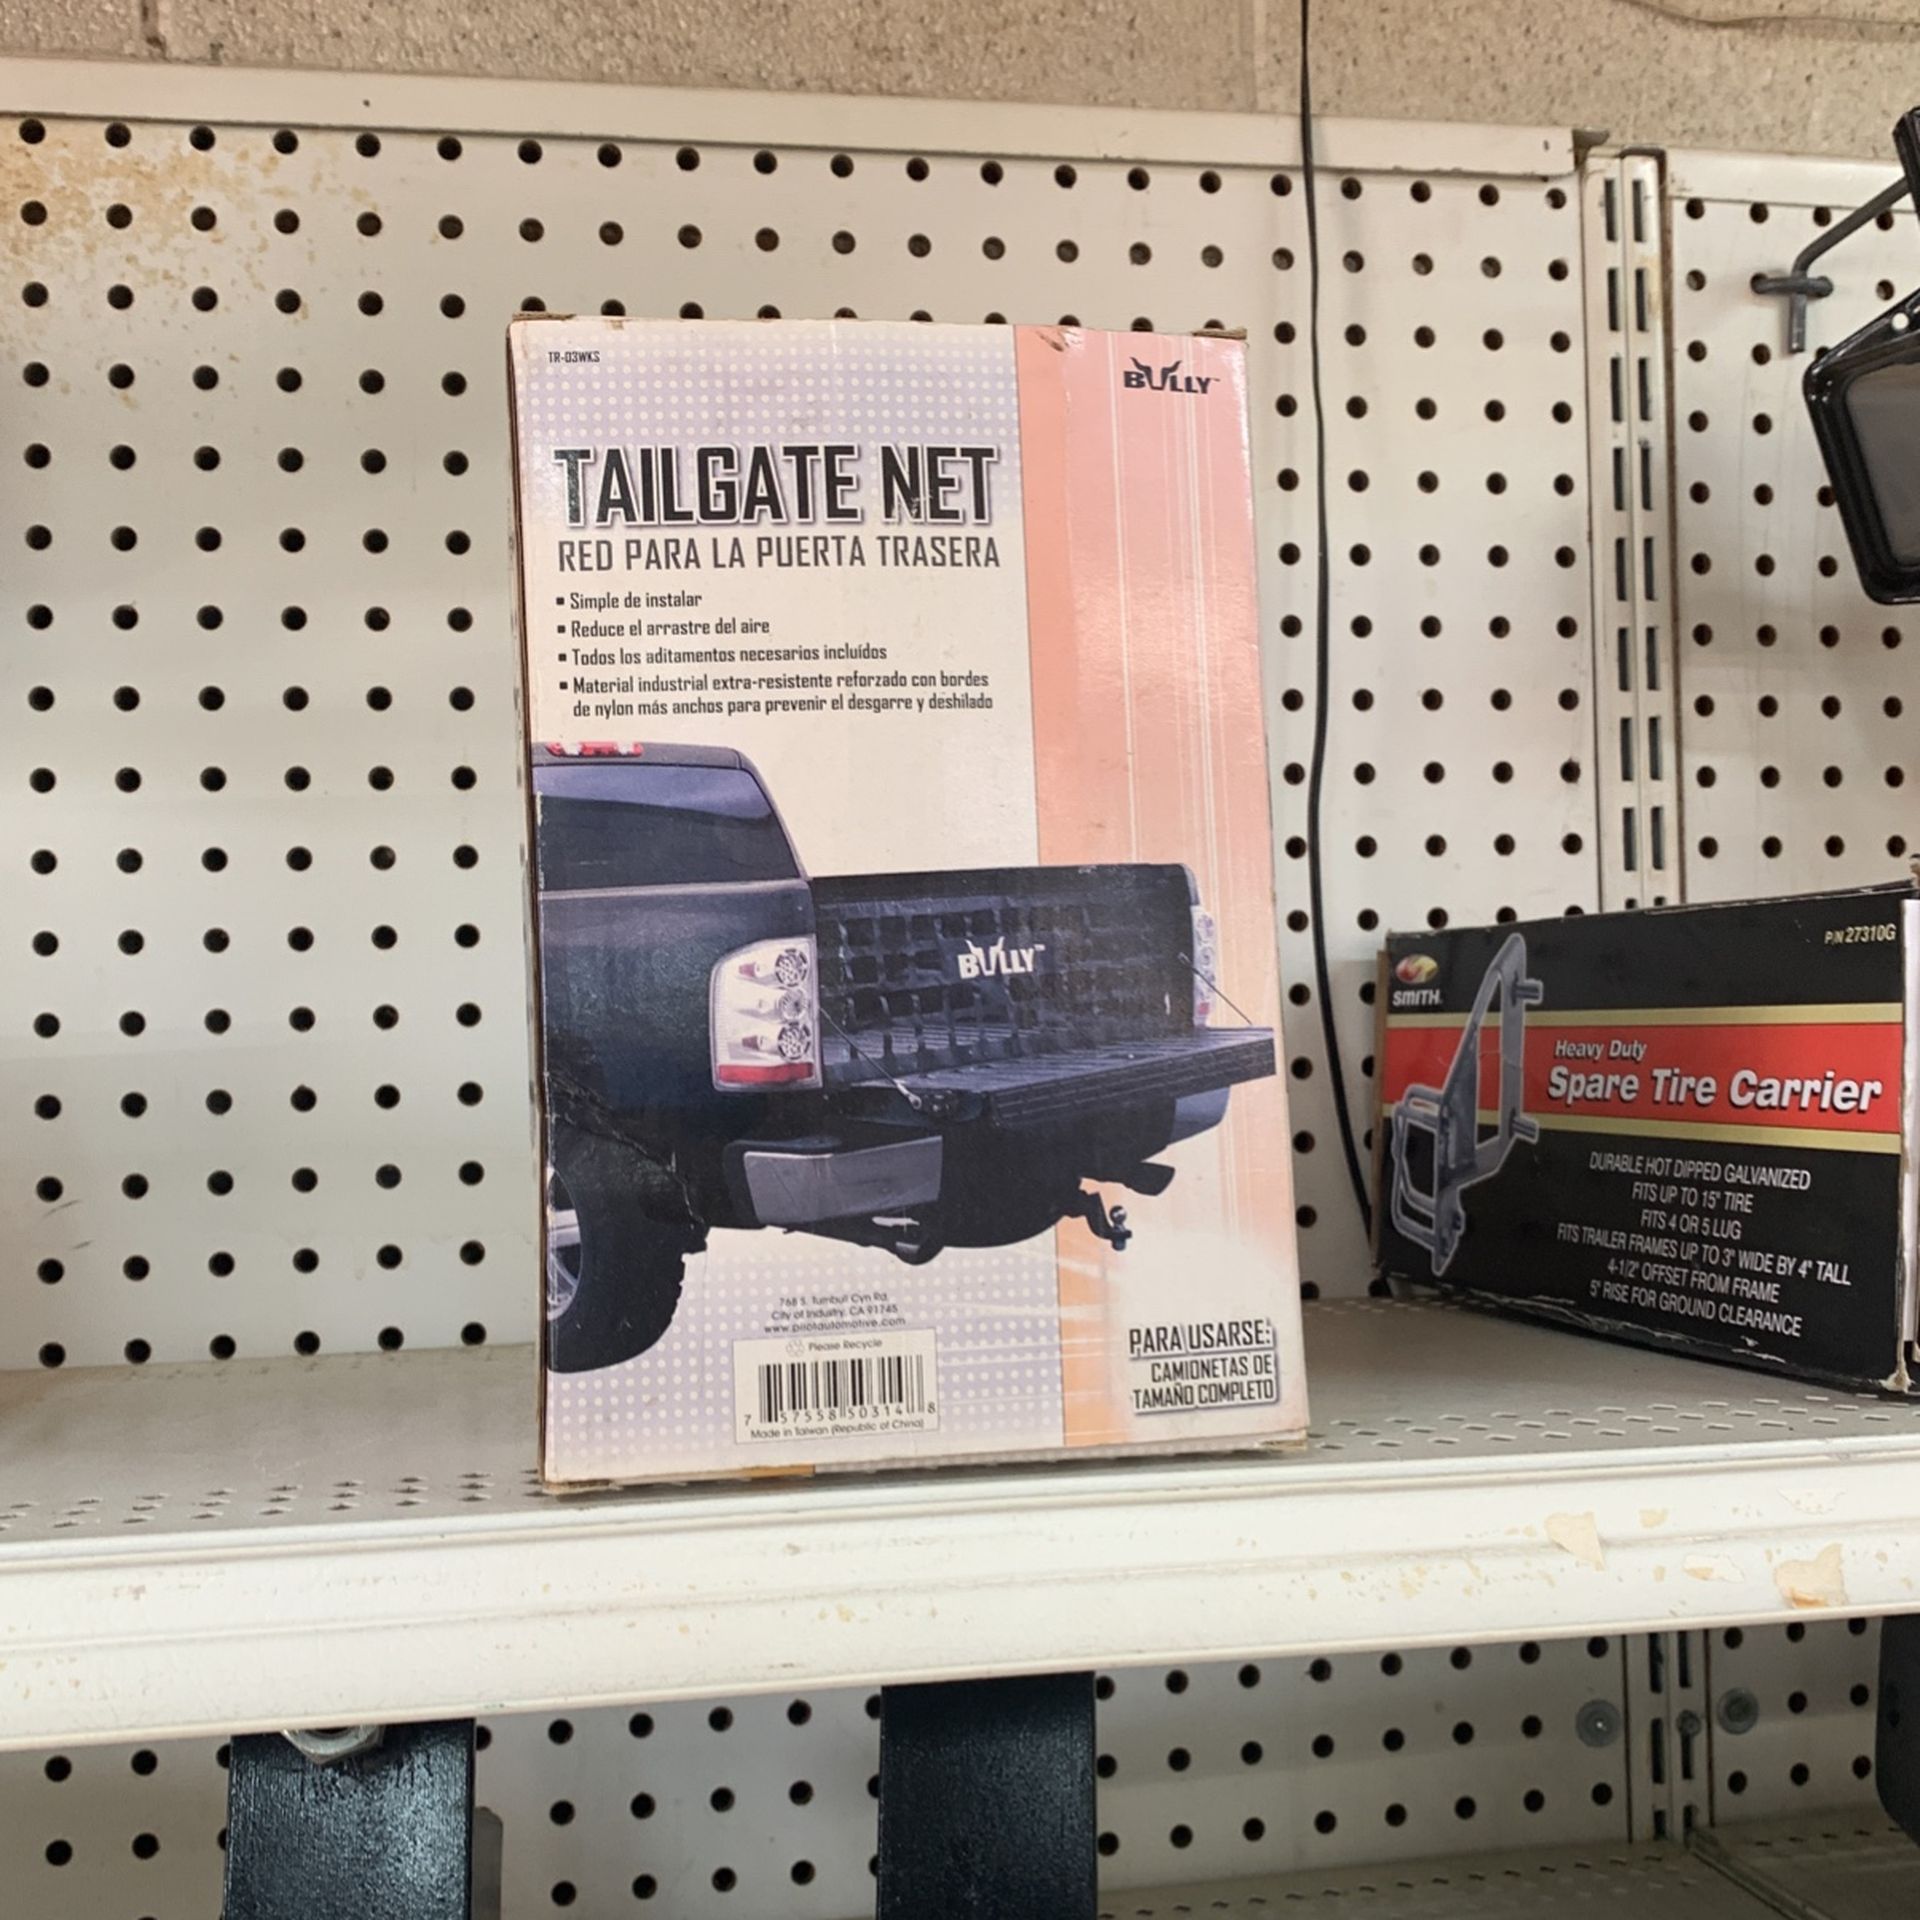 TR-03WKS
BULLY™
TAILGATE NET
RED PARA LA PUERTA TRASERA
▪ Simple de instalar
▪ Reduce el arrastre del aire
▪ Todos los aditamentos necesarios incluídos
▪ Material industrial extra-resistente reforzado con bordes
de nylon más anchos para prevenir el desgarre y deshilado
BULLY™
768 S. Turnbull Cyn Rd.
City of Industry, CA 91745
www.pilotautomotive.com
Please Recycle
7 57558 50314 8
Made in Taiwan (Republic of China)
PARA USARSE:
CAMIONETAS DE
TAMAÑO COMPLETO
P/N 27310G
SMITH
Heavy Duty
Spare Tire Carrier
DURABLE HOT DIPPED GALVANIZED
FITS UP TO 15" TIRE
FITS 4 OR 5 LUG
FITS TRAILER FRAMES UP TO 3" WIDE BY 4" TALL
4-1/2" OFFSET FROM FRAME
5" RISE FOR GROUND CLEARANCE